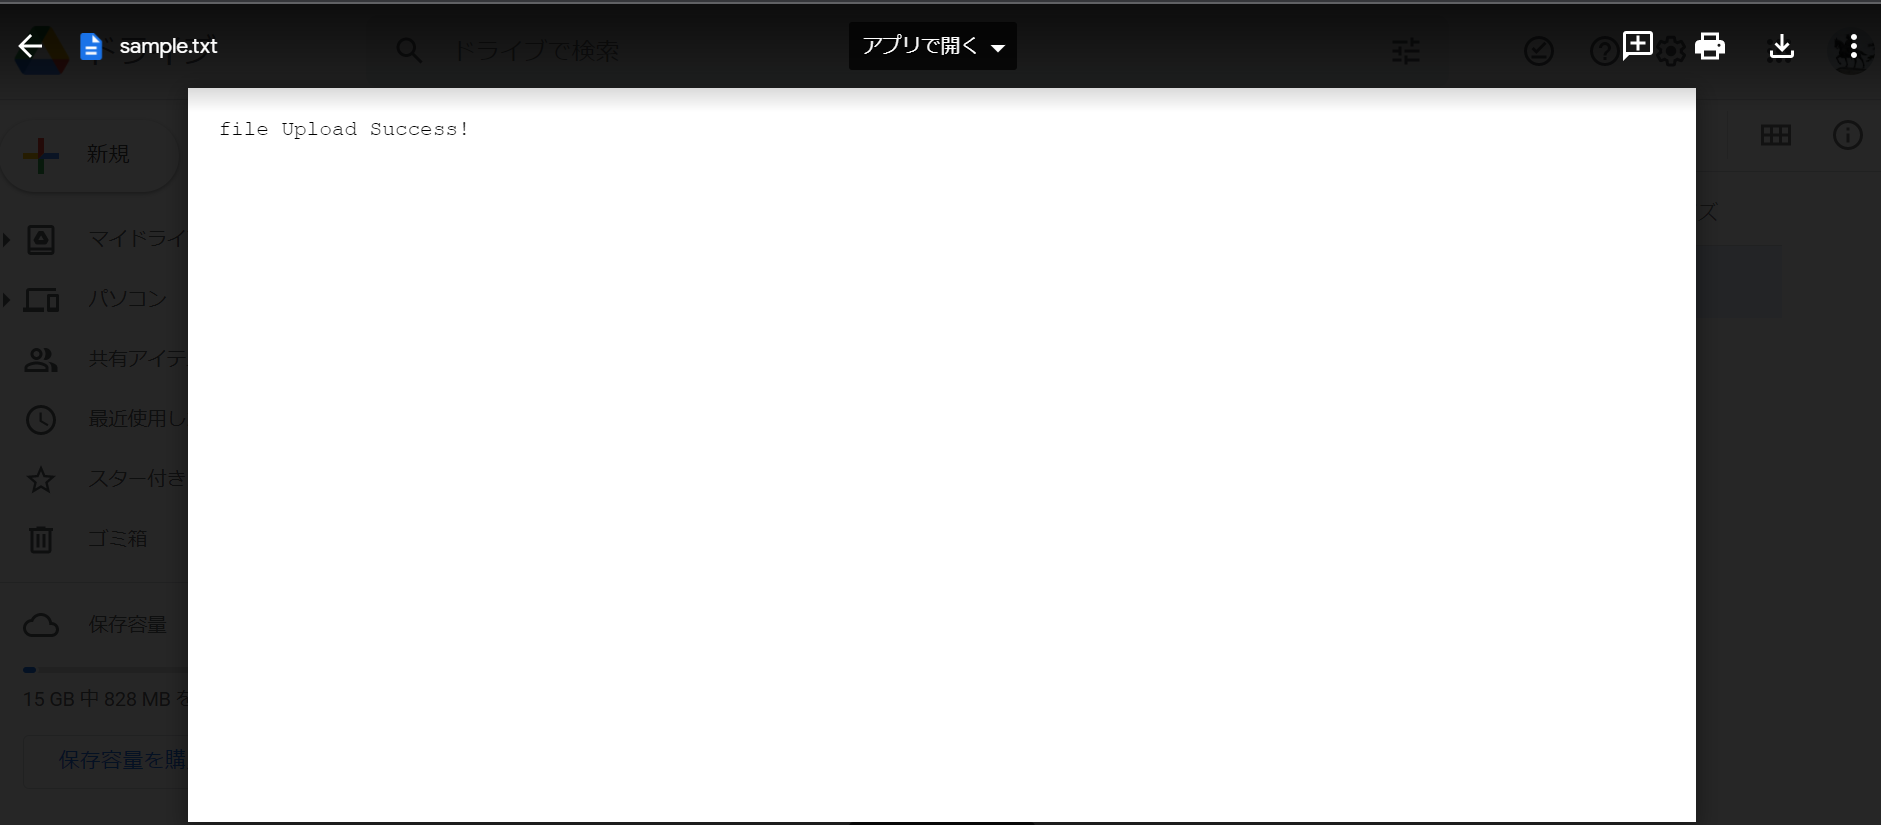 sample.txt
ドライブで検索
アプリで開く
file Upload Success!
新規
マイドライ
パソコン
共有アイテ
最近使用し
スター付き
ゴミ箱
保存容量
15 GB 中 828 MB を
保存容量を購
ズ